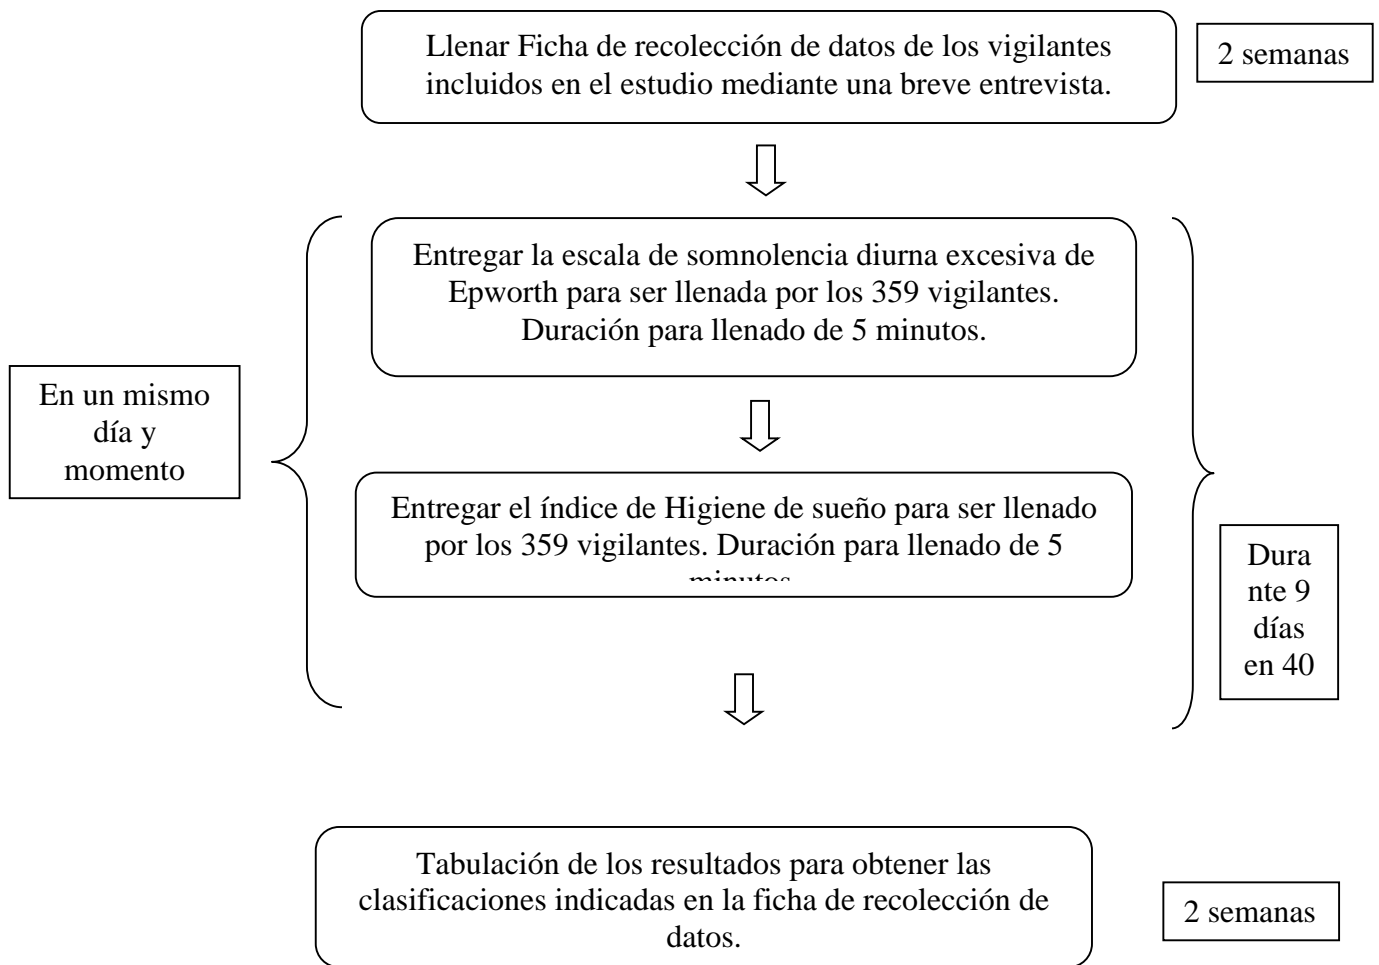 Llenar Ficha de recolección de datos de los vigilantes
incluidos en el estudio mediante una breve entrevista.
2 semanas
Entregar la escala de somnolencia diurna excesiva de
Epworth para ser llenada por los 359 vigilantes.
Duración para llenado de 5 minutos.
En un mismo
día y
momento
Entregar el índice de Higiene de sueño para ser llenado
por los 359 vigilantes. Duración para llenado de 5
minutos
Dura
nte 9
días
en 40
Tabulación de los resultados para obtener las
clasificaciones indicadas en la ficha de recolección de
datos.
2 semanas